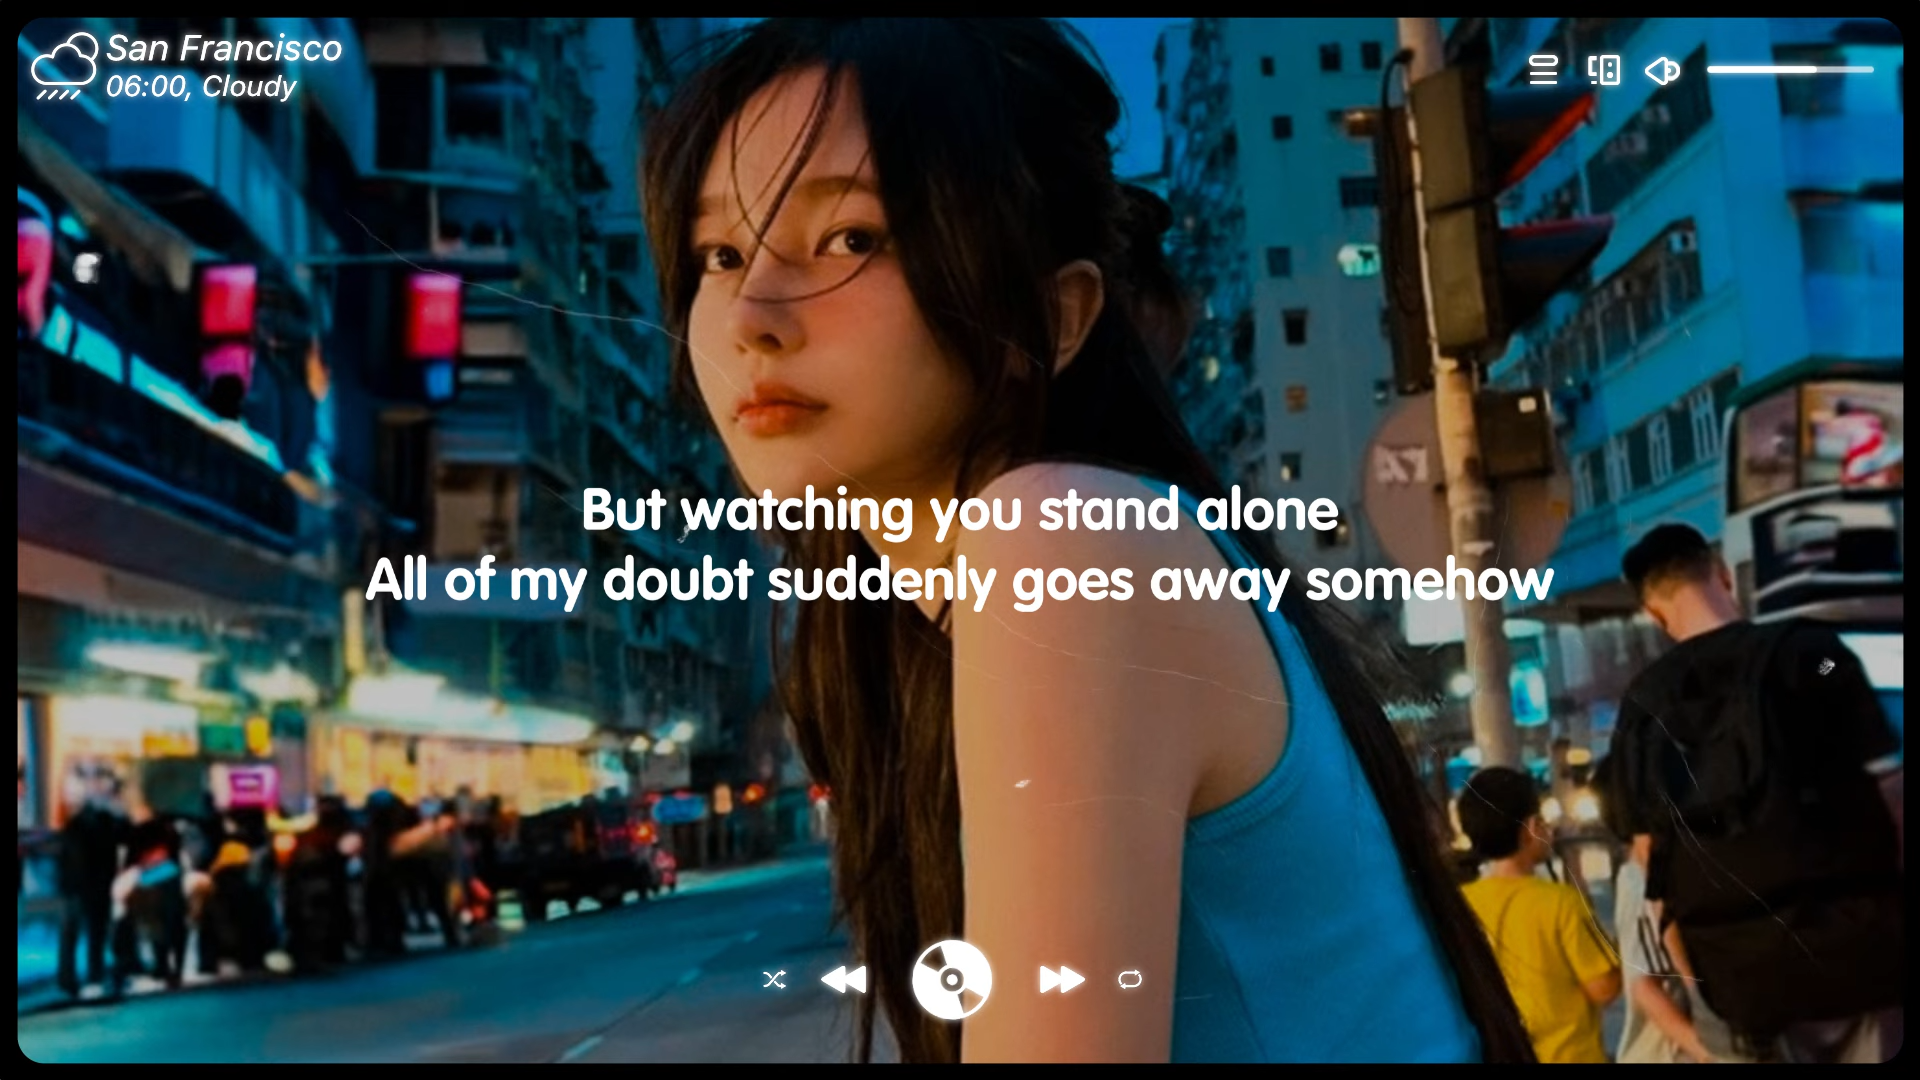 San Francisco
06:00, Cloudy
But watching you stand alone
All of my doubt suddenly goes away somehow